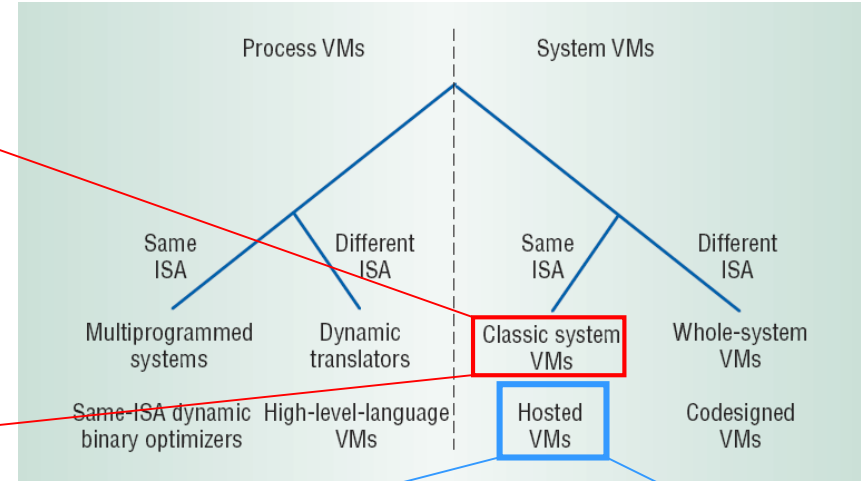 Process VMs
System VMs
Same
ISA
Different
ISA
Same
ISA
Different
ISA
Multiprogrammed
systems
Dynamic
translators
Classic system
VMs
Whole-system
VMs
Same-ISA dynamic
binary optimizers
High-level-language
VMs
Hosted
VMs
Codesigned
VMs